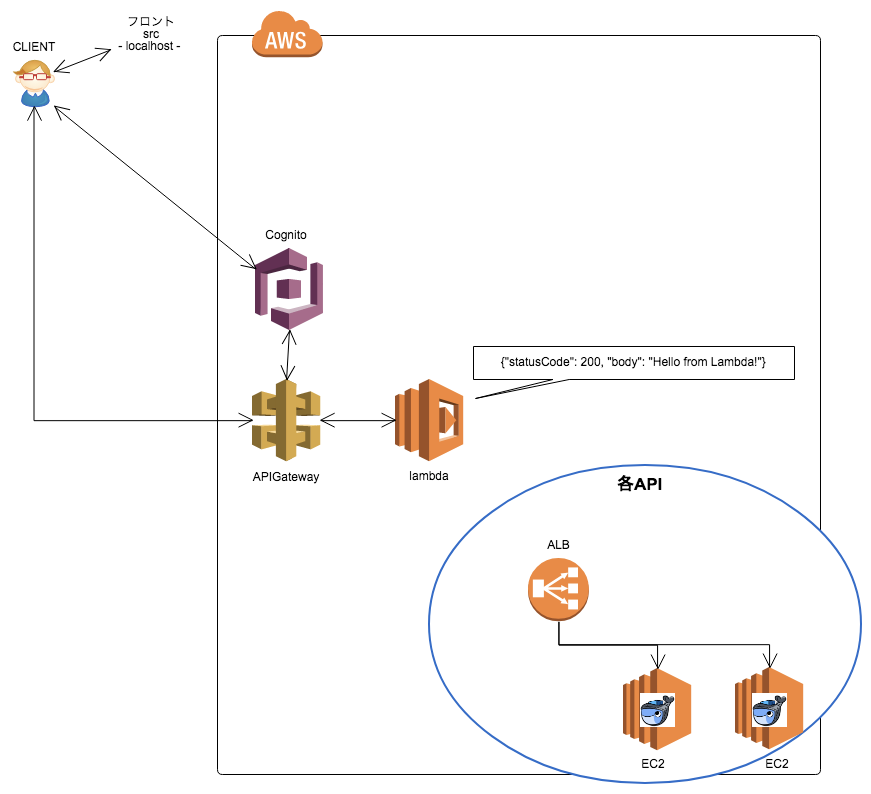 フロント
src
- localhost -
CLIENT
AWS
Cognito
{"statusCode": 200, "body": "Hello from Lambda!"}
APIGateway
lambda
各API
ALB
EC2
EC2